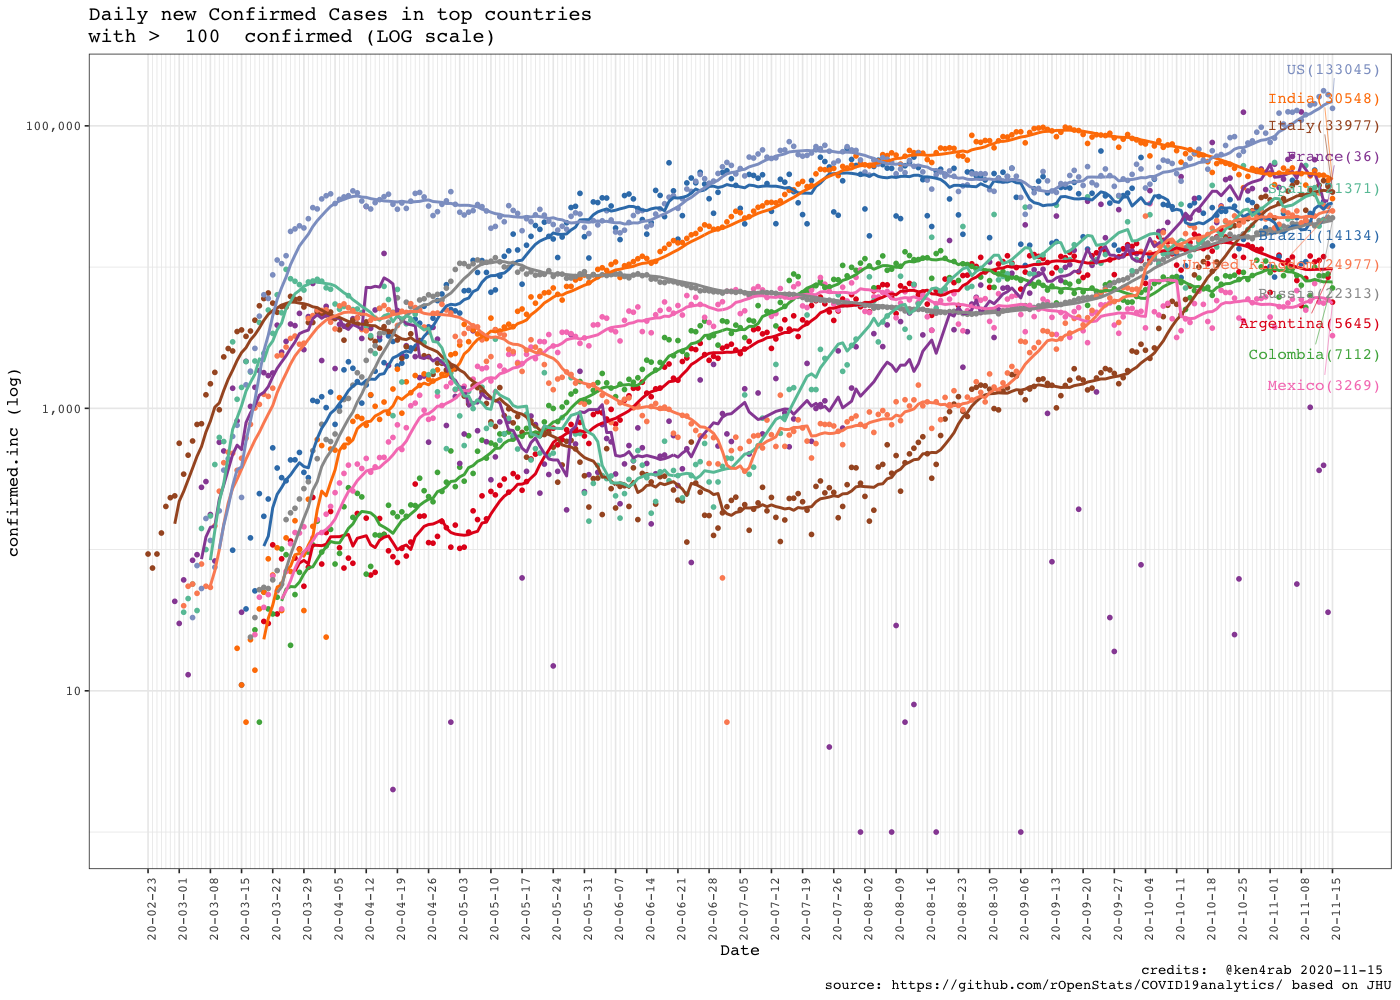 Daily new Confirmed Cases in top countries
with >  100  confirmed (LOG scale)
US(133045)
India(30548)
Italy(33977)
France(36)
Spain(21371)
Brazil(14134)
United Kingdom(24977)
Russia(22313)
Argentina(5645)
Colombia(7112)
Mexico(3269)
100,000
1,000
10
confirmed.inc (log)
20-02-23
20-03-01
20-03-08
20-03-15
20-03-22
20-03-29
20-04-05
20-04-12
20-04-19
20-04-26
20-05-03
20-05-10
20-05-17
20-05-24
20-05-31
20-06-07
20-06-14
20-06-21
20-06-28
20-07-05
20-07-12
20-07-19
20-07-26
20-08-02
20-08-09
20-08-16
20-08-23
20-08-30
20-09-06
20-09-13
20-09-20
20-09-27
20-10-04
20-10-11
20-10-18
20-10-25
20-11-01
20-11-08
20-11-15
Date
credits:  @ken4rab 2020-11-15
source: https://github.com/rOpenStats/COVID19analytics/ based on JHU